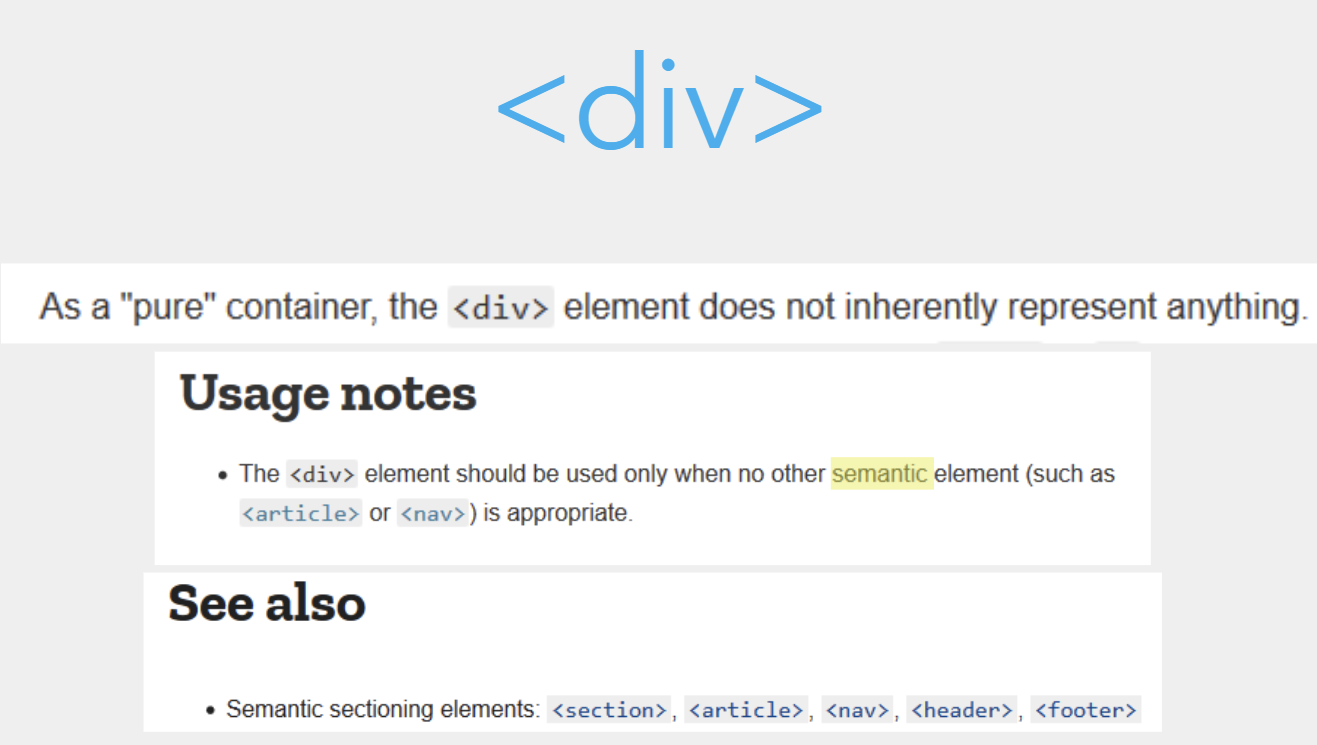 <div>
As a "pure" container, the <div> element does not inherently represent anything.
Usage notes
• The <div> element should be used only when no other semantic element (such as
<article> or <nav>) is appropriate.
See also
• Semantic sectioning elements: <section>, <article>, <nav>, <header>, <footer>